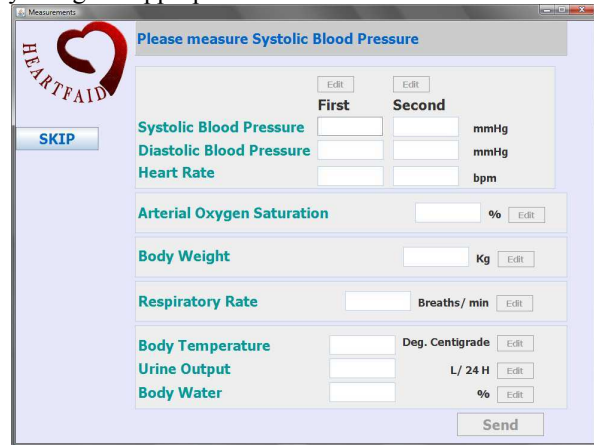 Measurements
Please measure Systolic Blood Pressure
HEARTFAID
SKIP
Edit Edit
First Second
Systolic Blood Pressure mmHg
Diastolic Blood Pressure mmHg
Heart Rate bpm
Arterial Oxygen Saturation % Edit
Body Weight Kg Edit
Respiratory Rate Breaths/ min Edit
Body Temperature Deg. Centigrade Edit
Urine Output L/ 24 H Edit
Body Water % Edit
Send